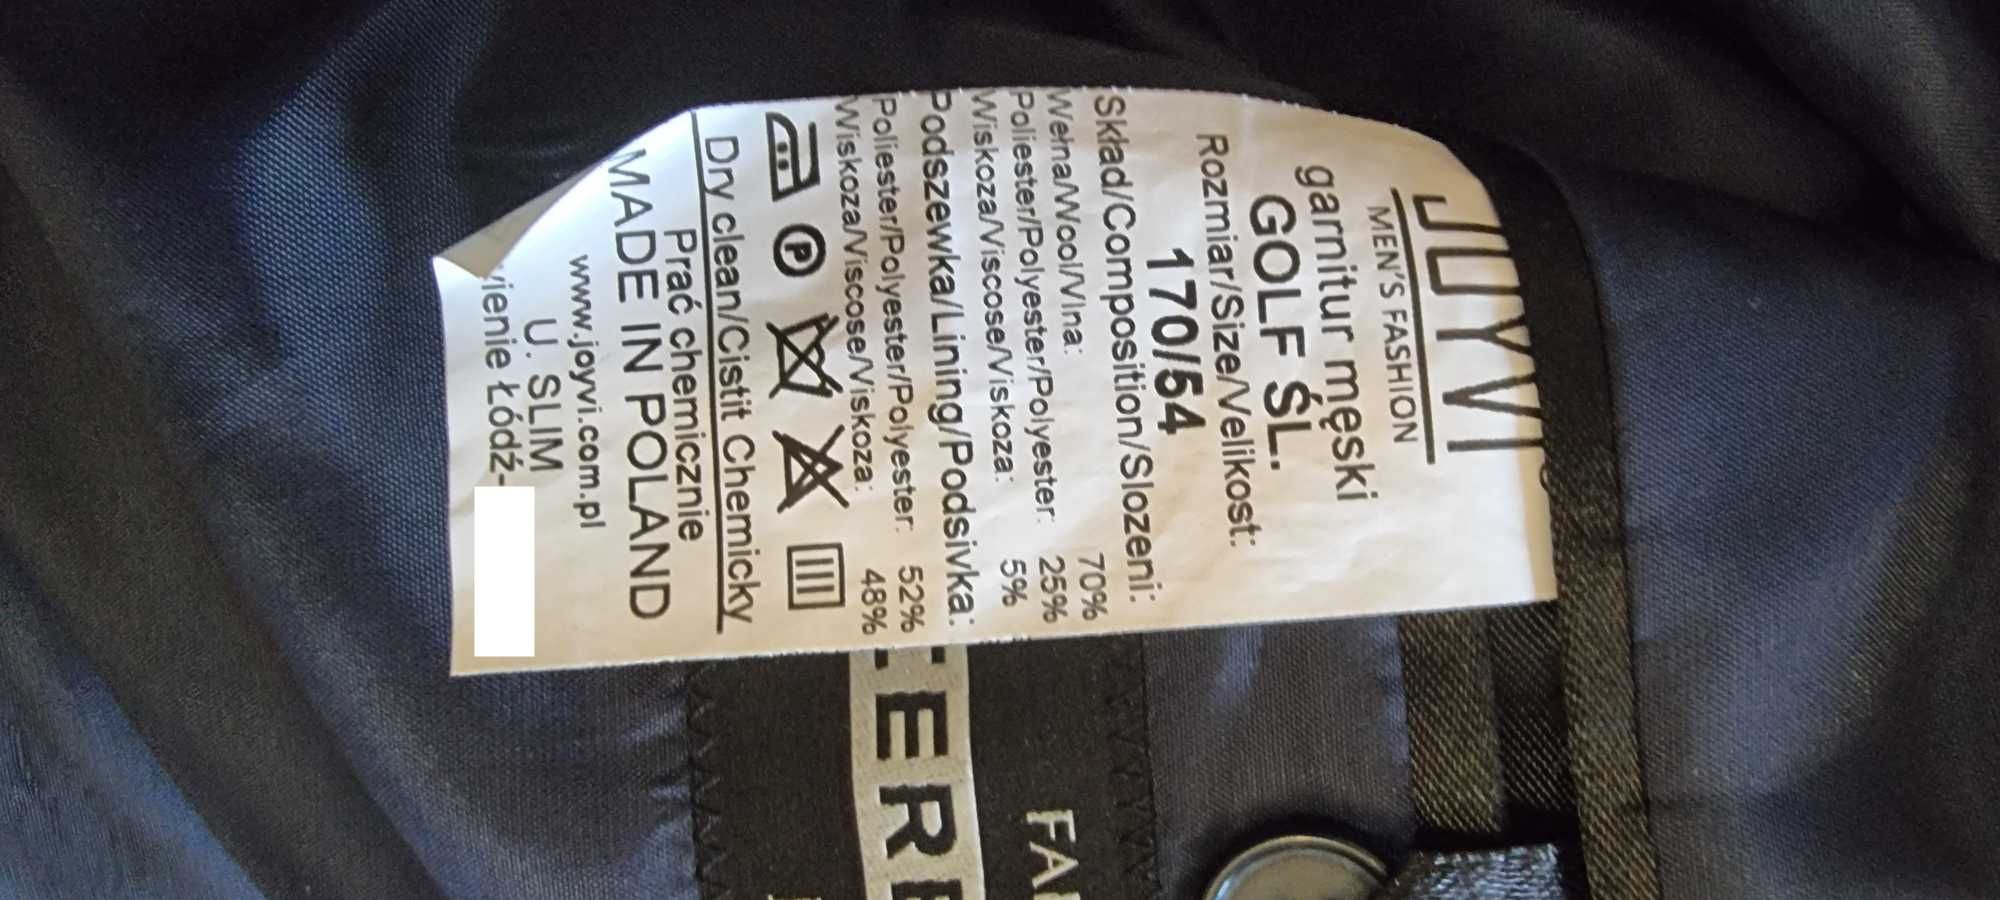 JOYVI
MEN'S FASHION
garnitur męski
GOLF ŚL.
Rozmiar/Size/Velikost:
170/54
Skład/Composition/Slozeni:
Wełna/Wool/Vlna: 70%
Poliester/Polyester/Polyester: 25%
Wiskoza/Viscose/Viskoza: 5%
Podszewka/Lining/Podsivka:
Poliester/Polyester/Polyester: 52%
Wiskoza/Viscose/Viskoza: 48%
P
Dry clean/Cistit Chemicky
Prać chemicznie
MADE IN POLAND
www.joyvi.com.pl
U. SLIM
Łódź-